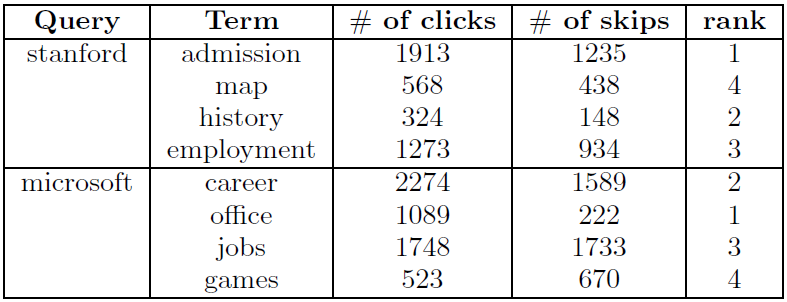 Query Term # of clicks # of skips rank
stanford admission 1913 1235 1
map 568 438 4
history 324 148 2
employment 1273 934 3
microsoft career 2274 1589 2
office 1089 222 1
jobs 1748 1733 3
games 523 670 4